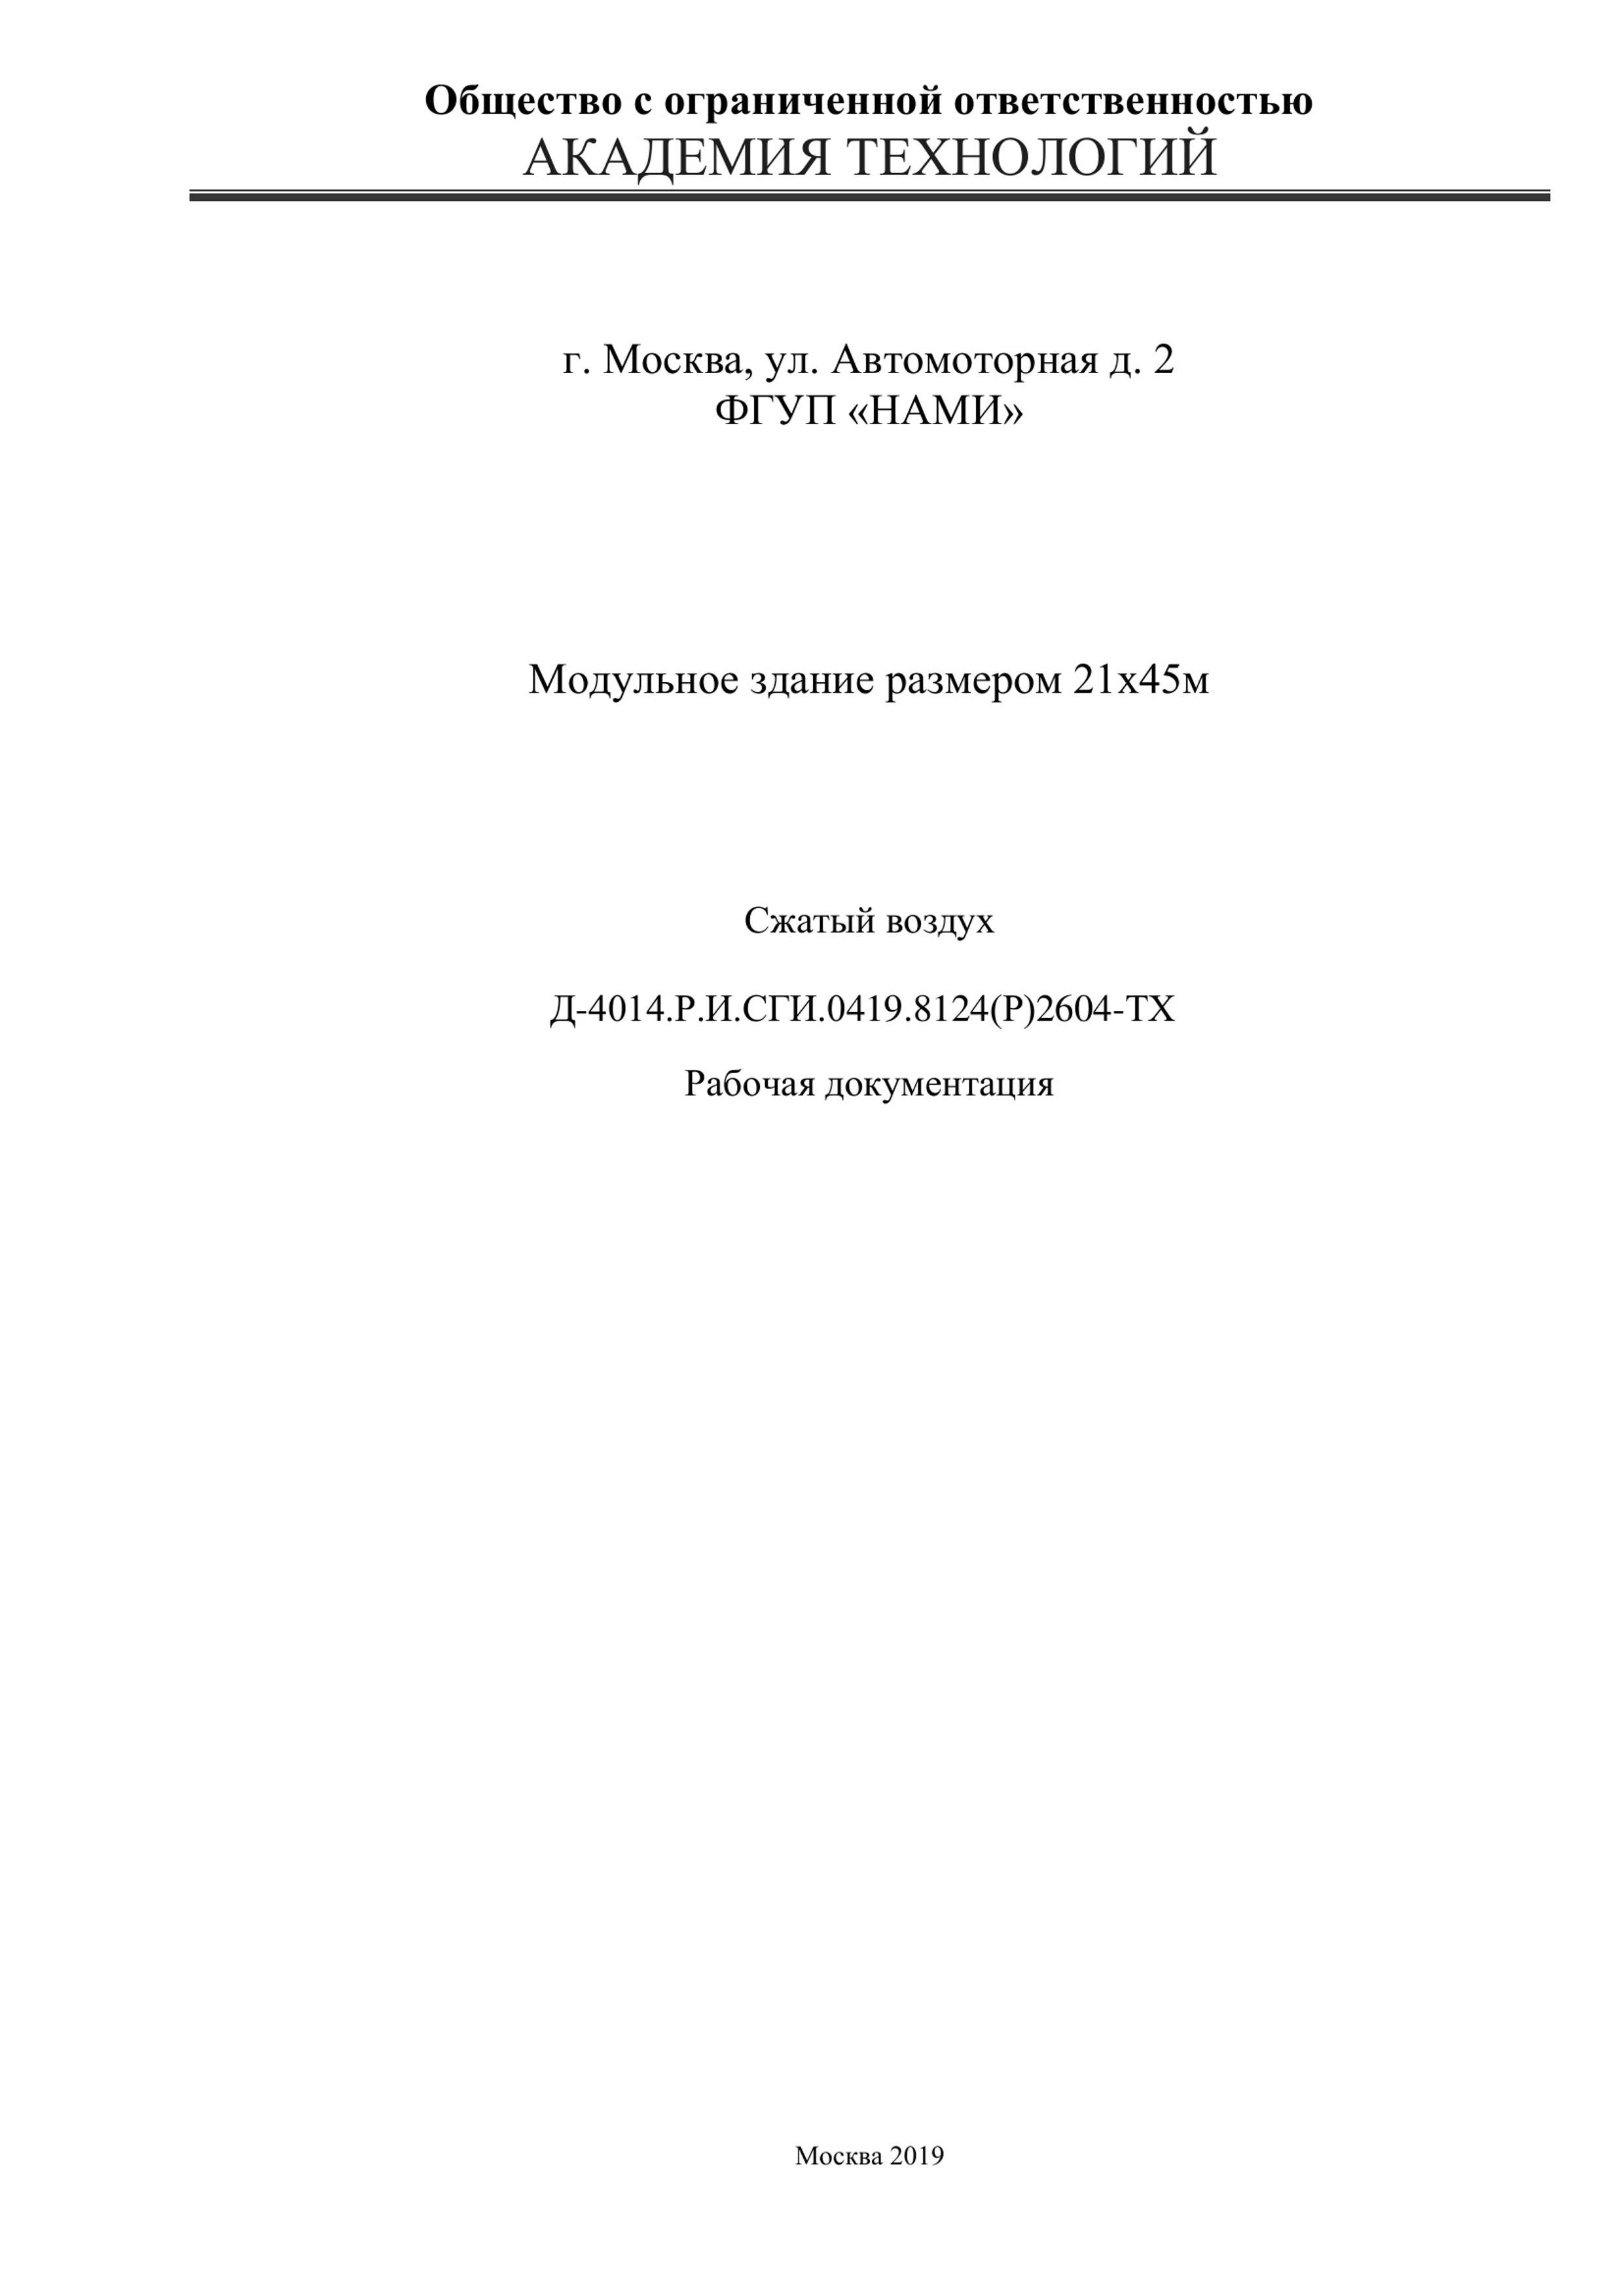 Общество с ограниченной ответственностью
АКАДЕМИЯ ТЕХНОЛОГИЙ
г. Москва, ул. Автомоторная д. 2
ФГУП «НАМИ»
Модульное здание размером 21х45м
Сжатый воздух
Д-4014.Р.И.СГИ.0419.8124(Р)2604-ТХ
Рабочая документация
Москва 2019